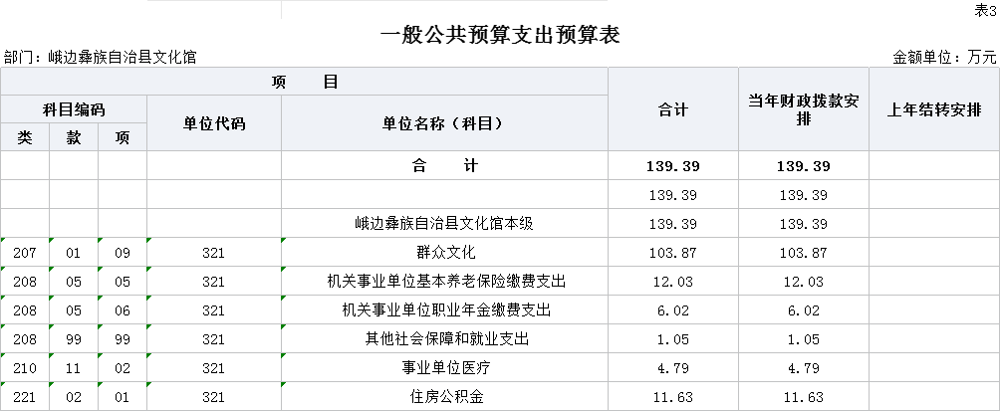 表3
一般公共预算支出预算表
部门：峨边彝族自治县文化馆 金额单位：万元
项 目 合计 当年财政拨款安排 上年结转安排
科目编码 单位代码 单位名称（科目）
类 款 项
合 计 139.39 139.39
139.39 139.39
峨边彝族自治县文化馆本级 139.39 139.39
207 01 09 321 群众文化 103.87 103.87
208 05 05 321 机关事业单位基本养老保险缴费支出 12.03 12.03
208 05 06 321 机关事业单位职业年金缴费支出 6.02 6.02
208 99 99 321 其他社会保障和就业支出 1.05 1.05
210 11 02 321 事业单位医疗 4.79 4.79
221 02 01 321 住房公积金 11.63 11.63